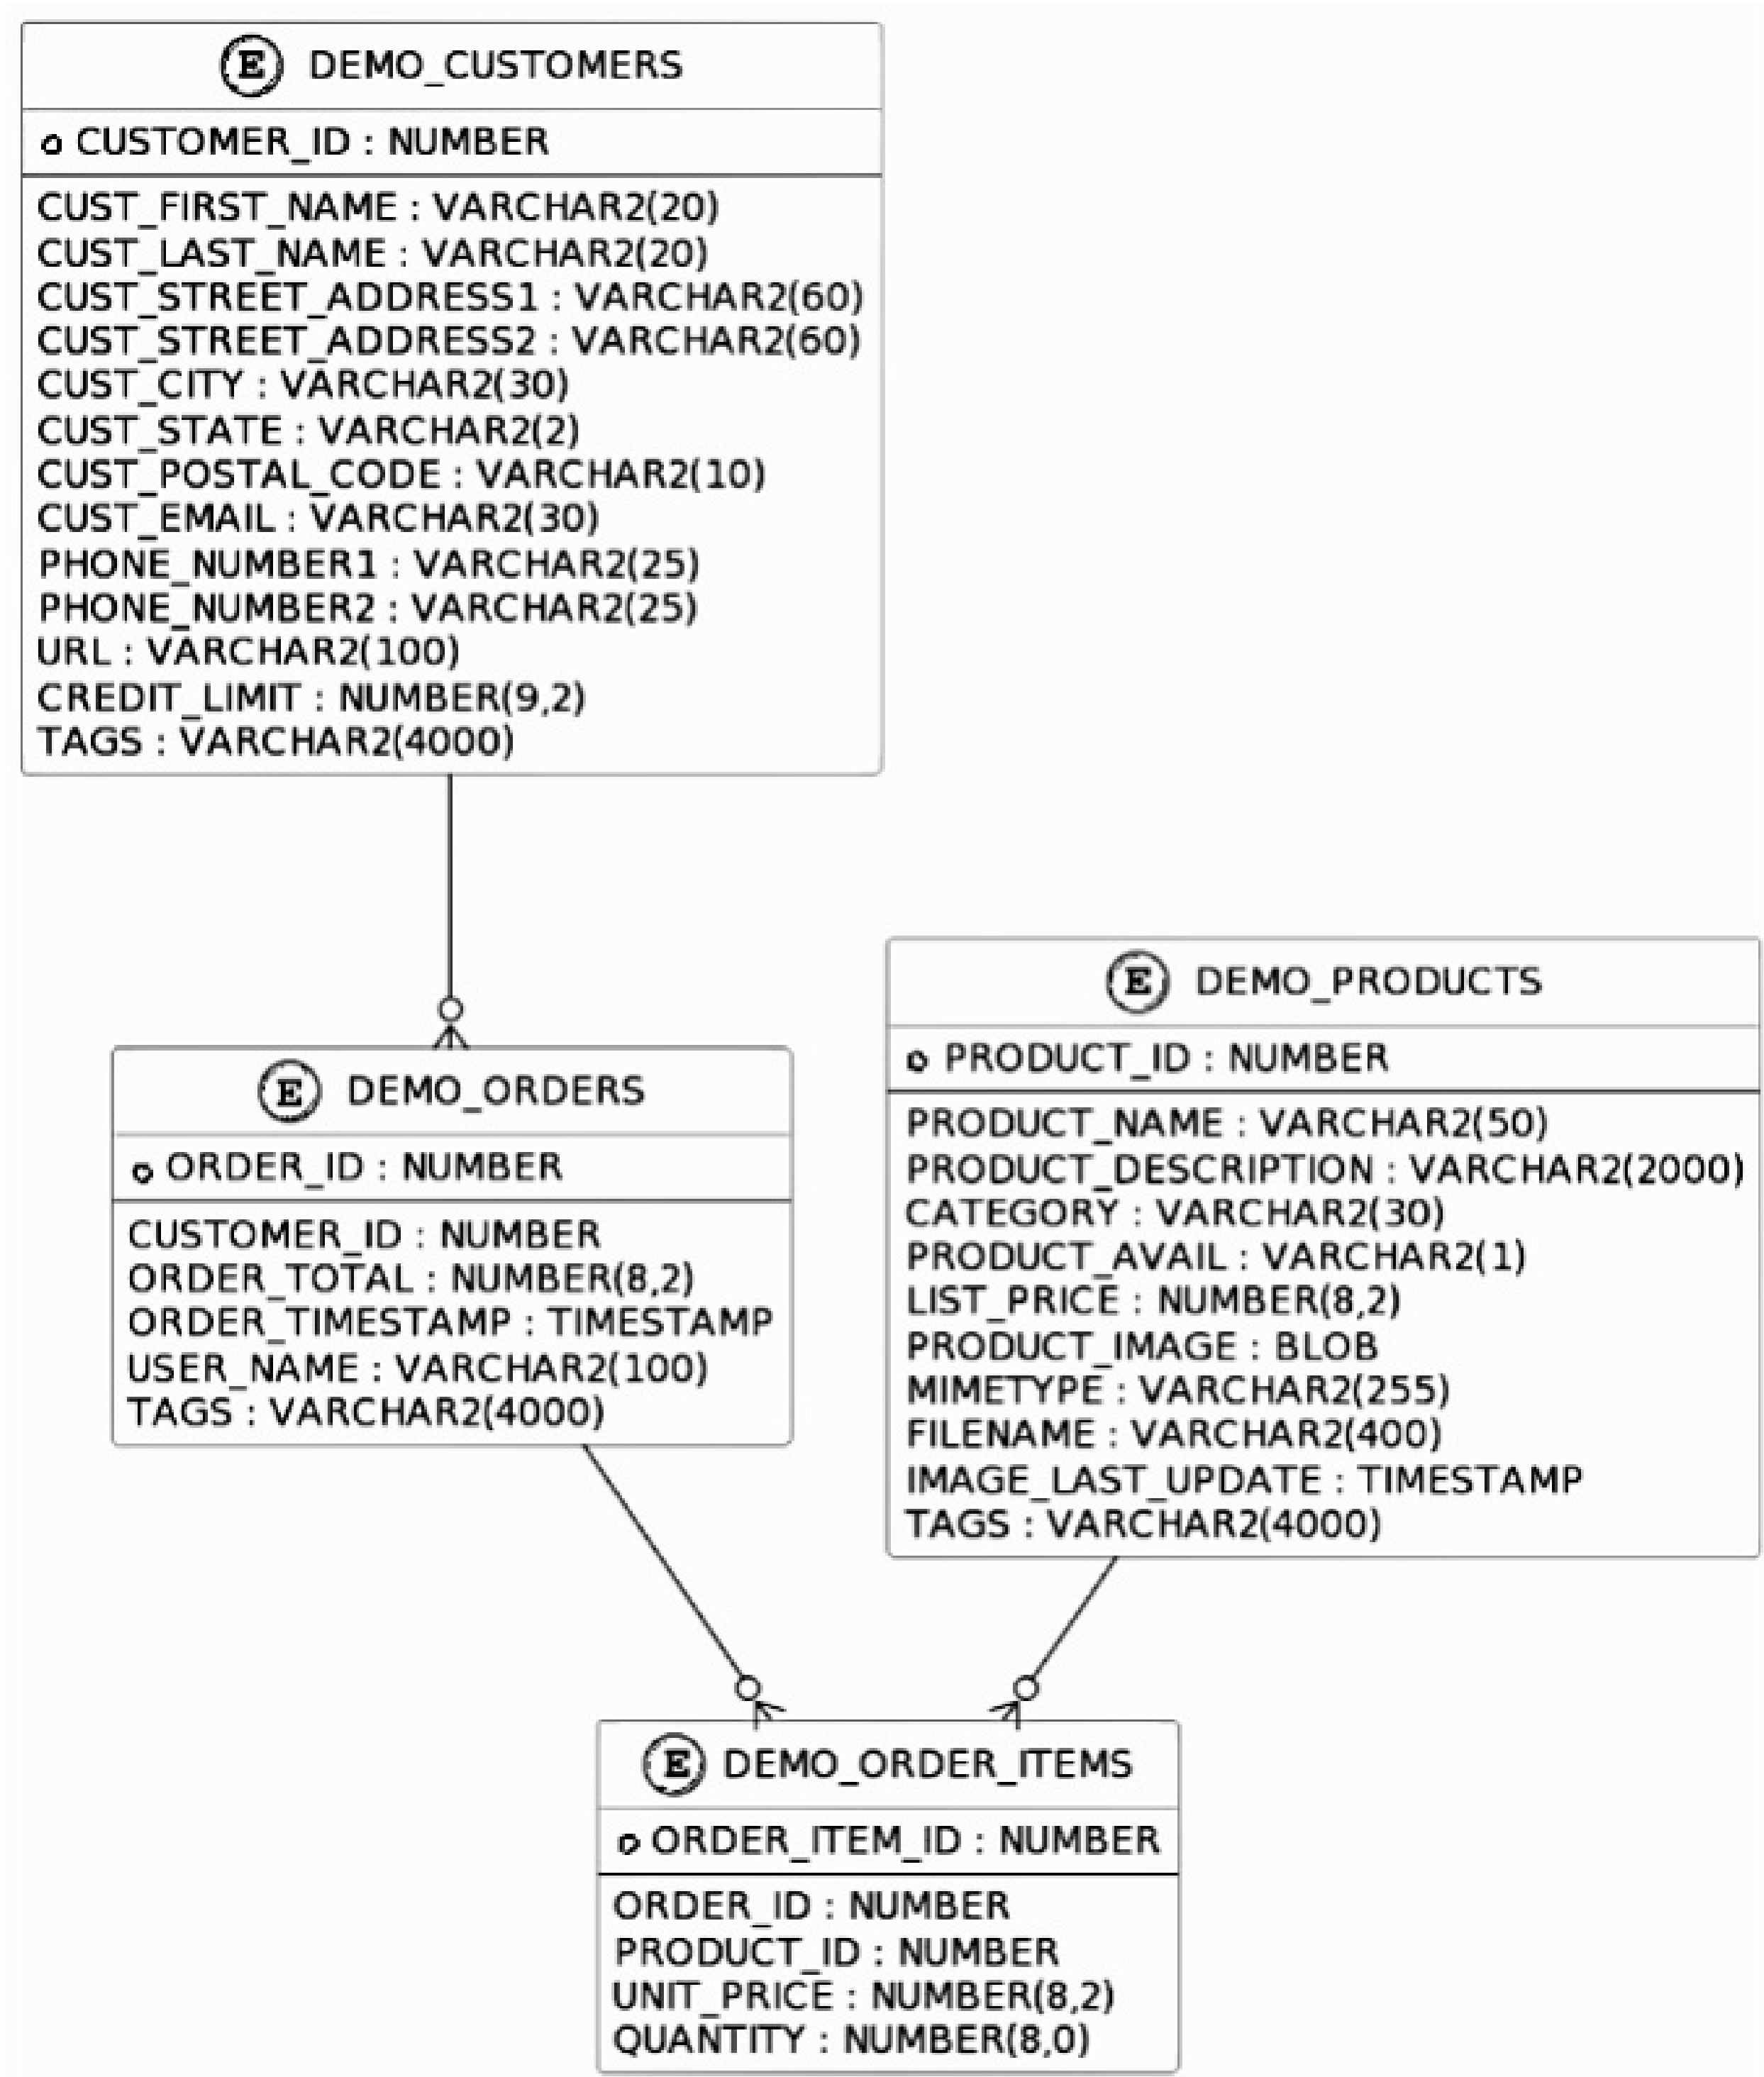 E DEMO_CUSTOMERS
CUSTOMER_ID : NUMBER
CUST_FIRST_NAME : VARCHAR2(20)
CUST_LAST_NAME : VARCHAR2(20)
CUST_STREET_ADDRESS1 : VARCHAR2(60)
CUST_STREET_ADDRESS2 : VARCHAR2(60)
CUST_CITY : VARCHAR2(30)
CUST_STATE : VARCHAR2(2)
CUST_POSTAL_CODE : VARCHAR2(10)
CUST_EMAIL : VARCHAR2(30)
PHONE_NUMBER1 : VARCHAR2(25)
PHONE_NUMBER2 : VARCHAR2(25)
URL : VARCHAR2(100)
CREDIT_LIMIT : NUMBER(9,2)
TAGS : VARCHAR2(4000)
E DEMO_ORDERS
ORDER_ID : NUMBER
CUSTOMER_ID : NUMBER
ORDER_TOTAL : NUMBER(8,2)
ORDER_TIMESTAMP : TIMESTAMP
USER_NAME : VARCHAR2(100)
TAGS : VARCHAR2(4000)
E DEMO_PRODUCTS
PRODUCT_ID : NUMBER
PRODUCT_NAME : VARCHAR2(50)
PRODUCT_DESCRIPTION : VARCHAR2(2000)
CATEGORY : VARCHAR2(30)
PRODUCT_AVAIL : VARCHAR2(1)
LIST_PRICE : NUMBER(8,2)
PRODUCT_IMAGE : BLOB
MIMETYPE : VARCHAR2(255)
FILENAME : VARCHAR2(400)
IMAGE_LAST_UPDATE : TIMESTAMP
TAGS : VARCHAR2(4000)
E DEMO_ORDER_ITEMS
ORDER_ITEM_ID : NUMBER
ORDER_ID : NUMBER
PRODUCT_ID : NUMBER
UNIT_PRICE : NUMBER(8,2)
QUANTITY : NUMBER(8,0)